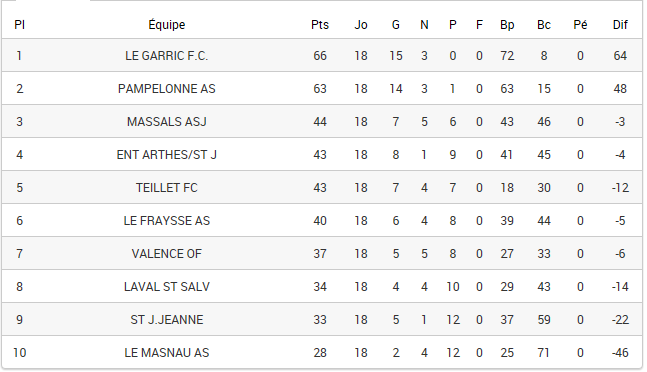 Pl Équipe Pts Jo G N P F Bp Bc Pé Dif
1 LE GARRIC F.C. 66 18 15 3 0 0 72 8 0 64
2 PAMPELONNE AS 63 18 14 3 1 0 63 15 0 48
3 MASSALS ASJ 44 18 7 5 6 0 43 46 0 -3
4 ENT ARTHES/ST J 43 18 8 1 9 0 41 45 0 -4
5 TEILLET FC 43 18 7 4 7 0 18 30 0 -12
6 LE FRAYSSE AS 40 18 6 4 8 0 39 44 0 -5
7 VALENCE OF 37 18 5 5 8 0 27 33 0 -6
8 LAVAL ST SALV 34 18 4 4 10 0 29 43 0 -14
9 ST J.JEANNE 33 18 5 1 12 0 37 59 0 -22
10 LE MASNAU AS 28 18 2 4 12 0 25 71 0 -46